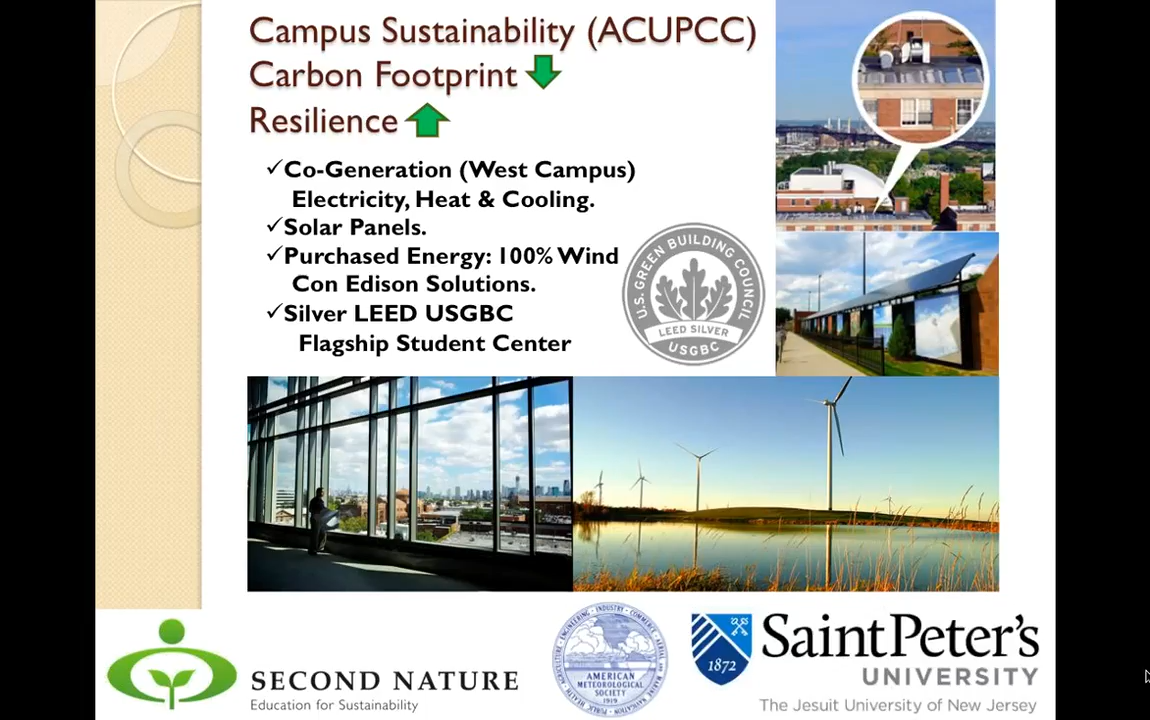 Campus Sustainability (ACUPCC)
Carbon Footprint
Resilience
✓Co-Generation (West Campus)
Electricity, Heat & Cooling.
✓Solar Panels.
✓Purchased Energy: 100% Wind
Con Edison Solutions.
✓Silver LEED USGBC
Flagship Student Center
U.S. GREEN BUILDING COUNCIL
LEED SILVER
USGBC
SECOND NATURE
Education for Sustainability
AMERICAN
METEOROLOGICAL
SOCIETY
1919
1872
Saint Peter's
UNIVERSITY
The Jesuit University of New Jersey